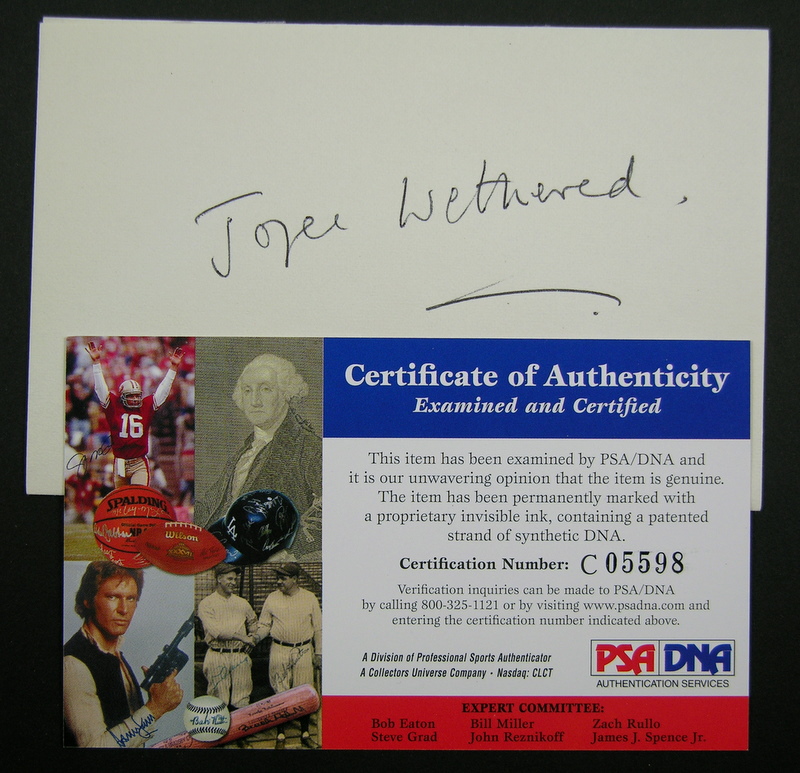 Joyce Wethered.
Certificate of Authenticity
Examined and Certified
This item has been examined by PSA/DNA and
it is our unwavering opinion that the item is genuine.
The item has been permanently marked with
a proprietary invisible ink, containing a patented
strand of synthetic DNA.
Certification Number: C 05598
Verification inquiries can be made to PSA/DNA
by calling 800-325-1121 or by visiting www.psadna.com and
entering the certification number indicated above.
A Division of Professional Sports Authenticator
A Collectors Universe Company · Nasdaq: CLCT
PSA DNA
AUTHENTICATION SERVICES
EXPERT COMMITTEE:
Bob Eaton Bill Miller Zach Rullo
Steve Grad John Reznikoff James J. Spence Jr.
16
SPALDING
Wilson
Babe Ruth